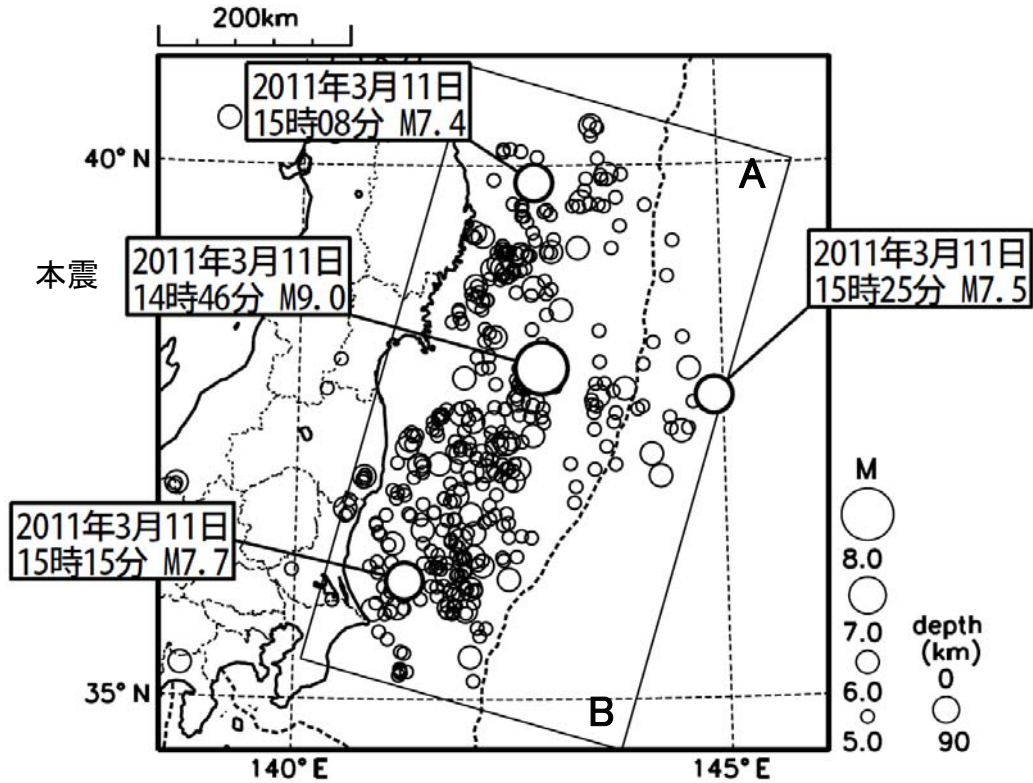 200km
2011年3月11日
15時08分 M7.4
40°N
A
2011年3月11日
15時25分 M7.5
本震
2011年3月11日
14時46分 M9.0
2011年3月11日
15時15分 M7.7
M
8.0
7.0
6.0
5.0
depth
(km)
0
90
35°N
B
140°E
145°E